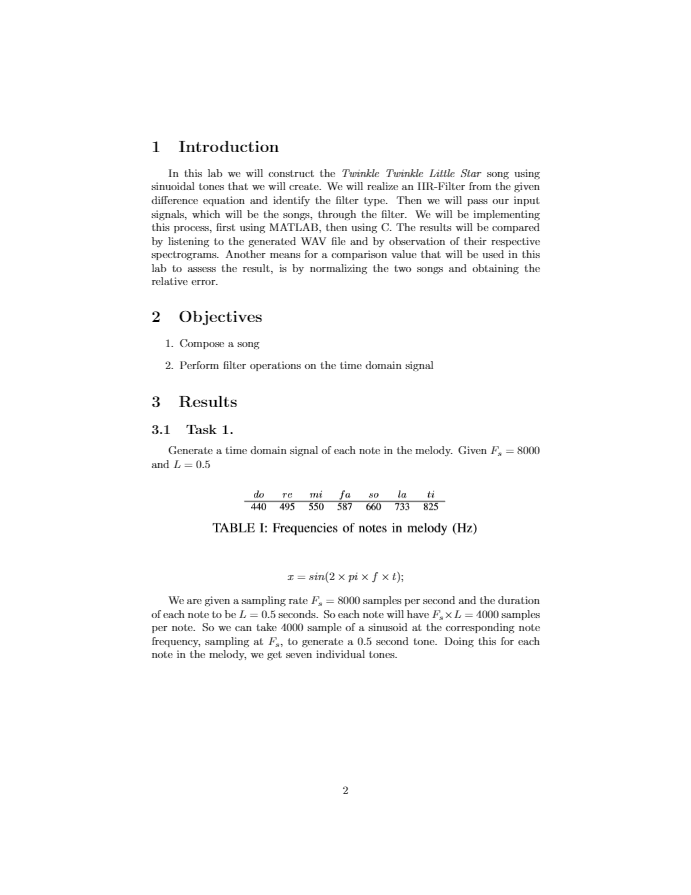 1 Introduction
In this lab we will construct the Twinkle Twinkle Little Star song using
sinuoidal tones that we will create. We will realize an IIR-Filter from the given
difference equation and identify the filter type. Then we will pass our input
signals, which will be the songs, through the filter. We will be implementing
this process, first using MATLAB, then using C. The results will be compared
by listening to the generated WAV file and by observation of their respective
spectrograms. Another means for a comparison value that will be used in this
lab to assess the result, is by normalizing the two songs and obtaining the
relative error.
2 Objectives
1. Compose a song
2. Perform filter operations on the time domain signal
3 Results
3.1 Task 1.
Generate a time domain signal of each note in the melody. Given Fs = 8000
and L = 0.5
do re mi fa so la ti
440 495 550 587 660 733 825
TABLE I: Frequencies of notes in melody (Hz)
x = sin(2 × pi × f × t);
We are given a sampling rate Fs = 8000 samples per second and the duration
of each note to be L = 0.5 seconds. So each note will have Fs×L = 4000 samples
per note. So we can take 4000 sample of a sinusoid at the corresponding note
frequency, sampling at Fs, to generate a 0.5 second tone. Doing this for each
note in the melody, we get seven individual tones.
2